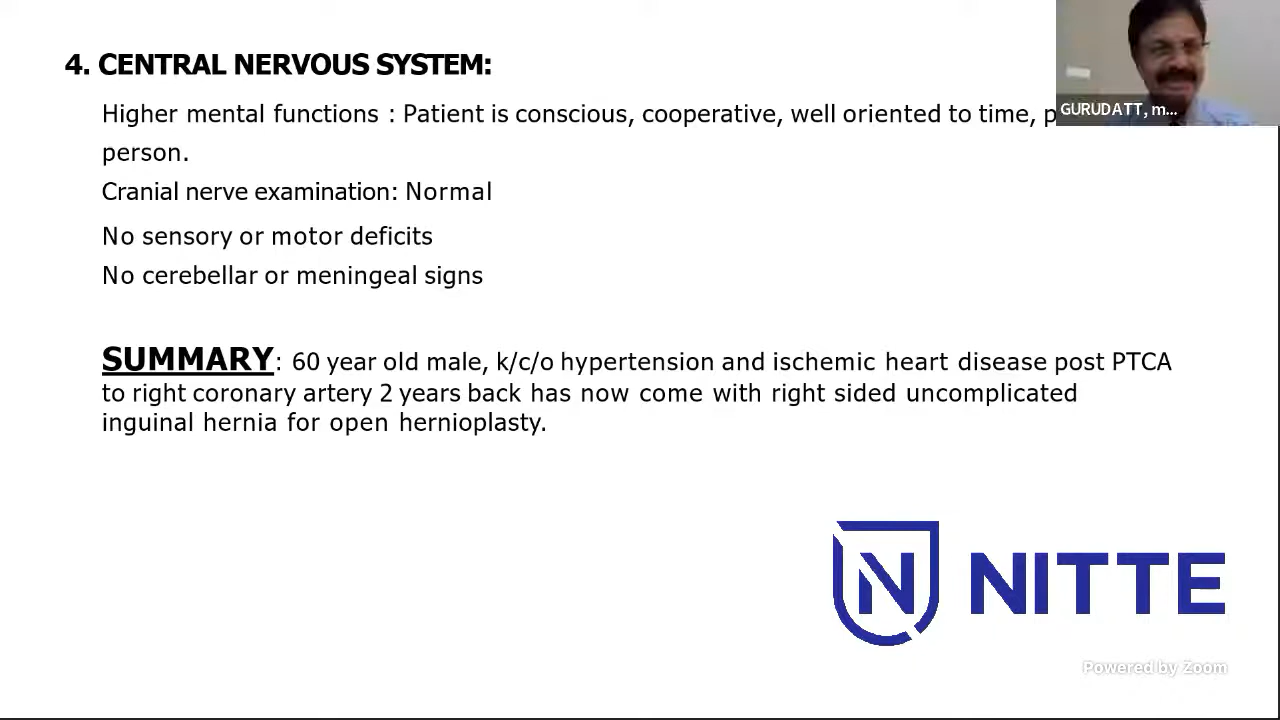 4. CENTRAL NERVOUS SYSTEM:
Higher mental functions : Patient is conscious, cooperative, well oriented to time, p
GURUDATT, m...
person.
Cranial nerve examination: Normal
No sensory or motor deficits
No cerebellar or meningeal signs
SUMMARY: 60 year old male, k/c/o hypertension and ischemic heart disease post PTCA
to right coronary artery 2 years back has now come with right sided uncomplicated
inguinal hernia for open hernioplasty.
N NITTE
Powered by Zoom